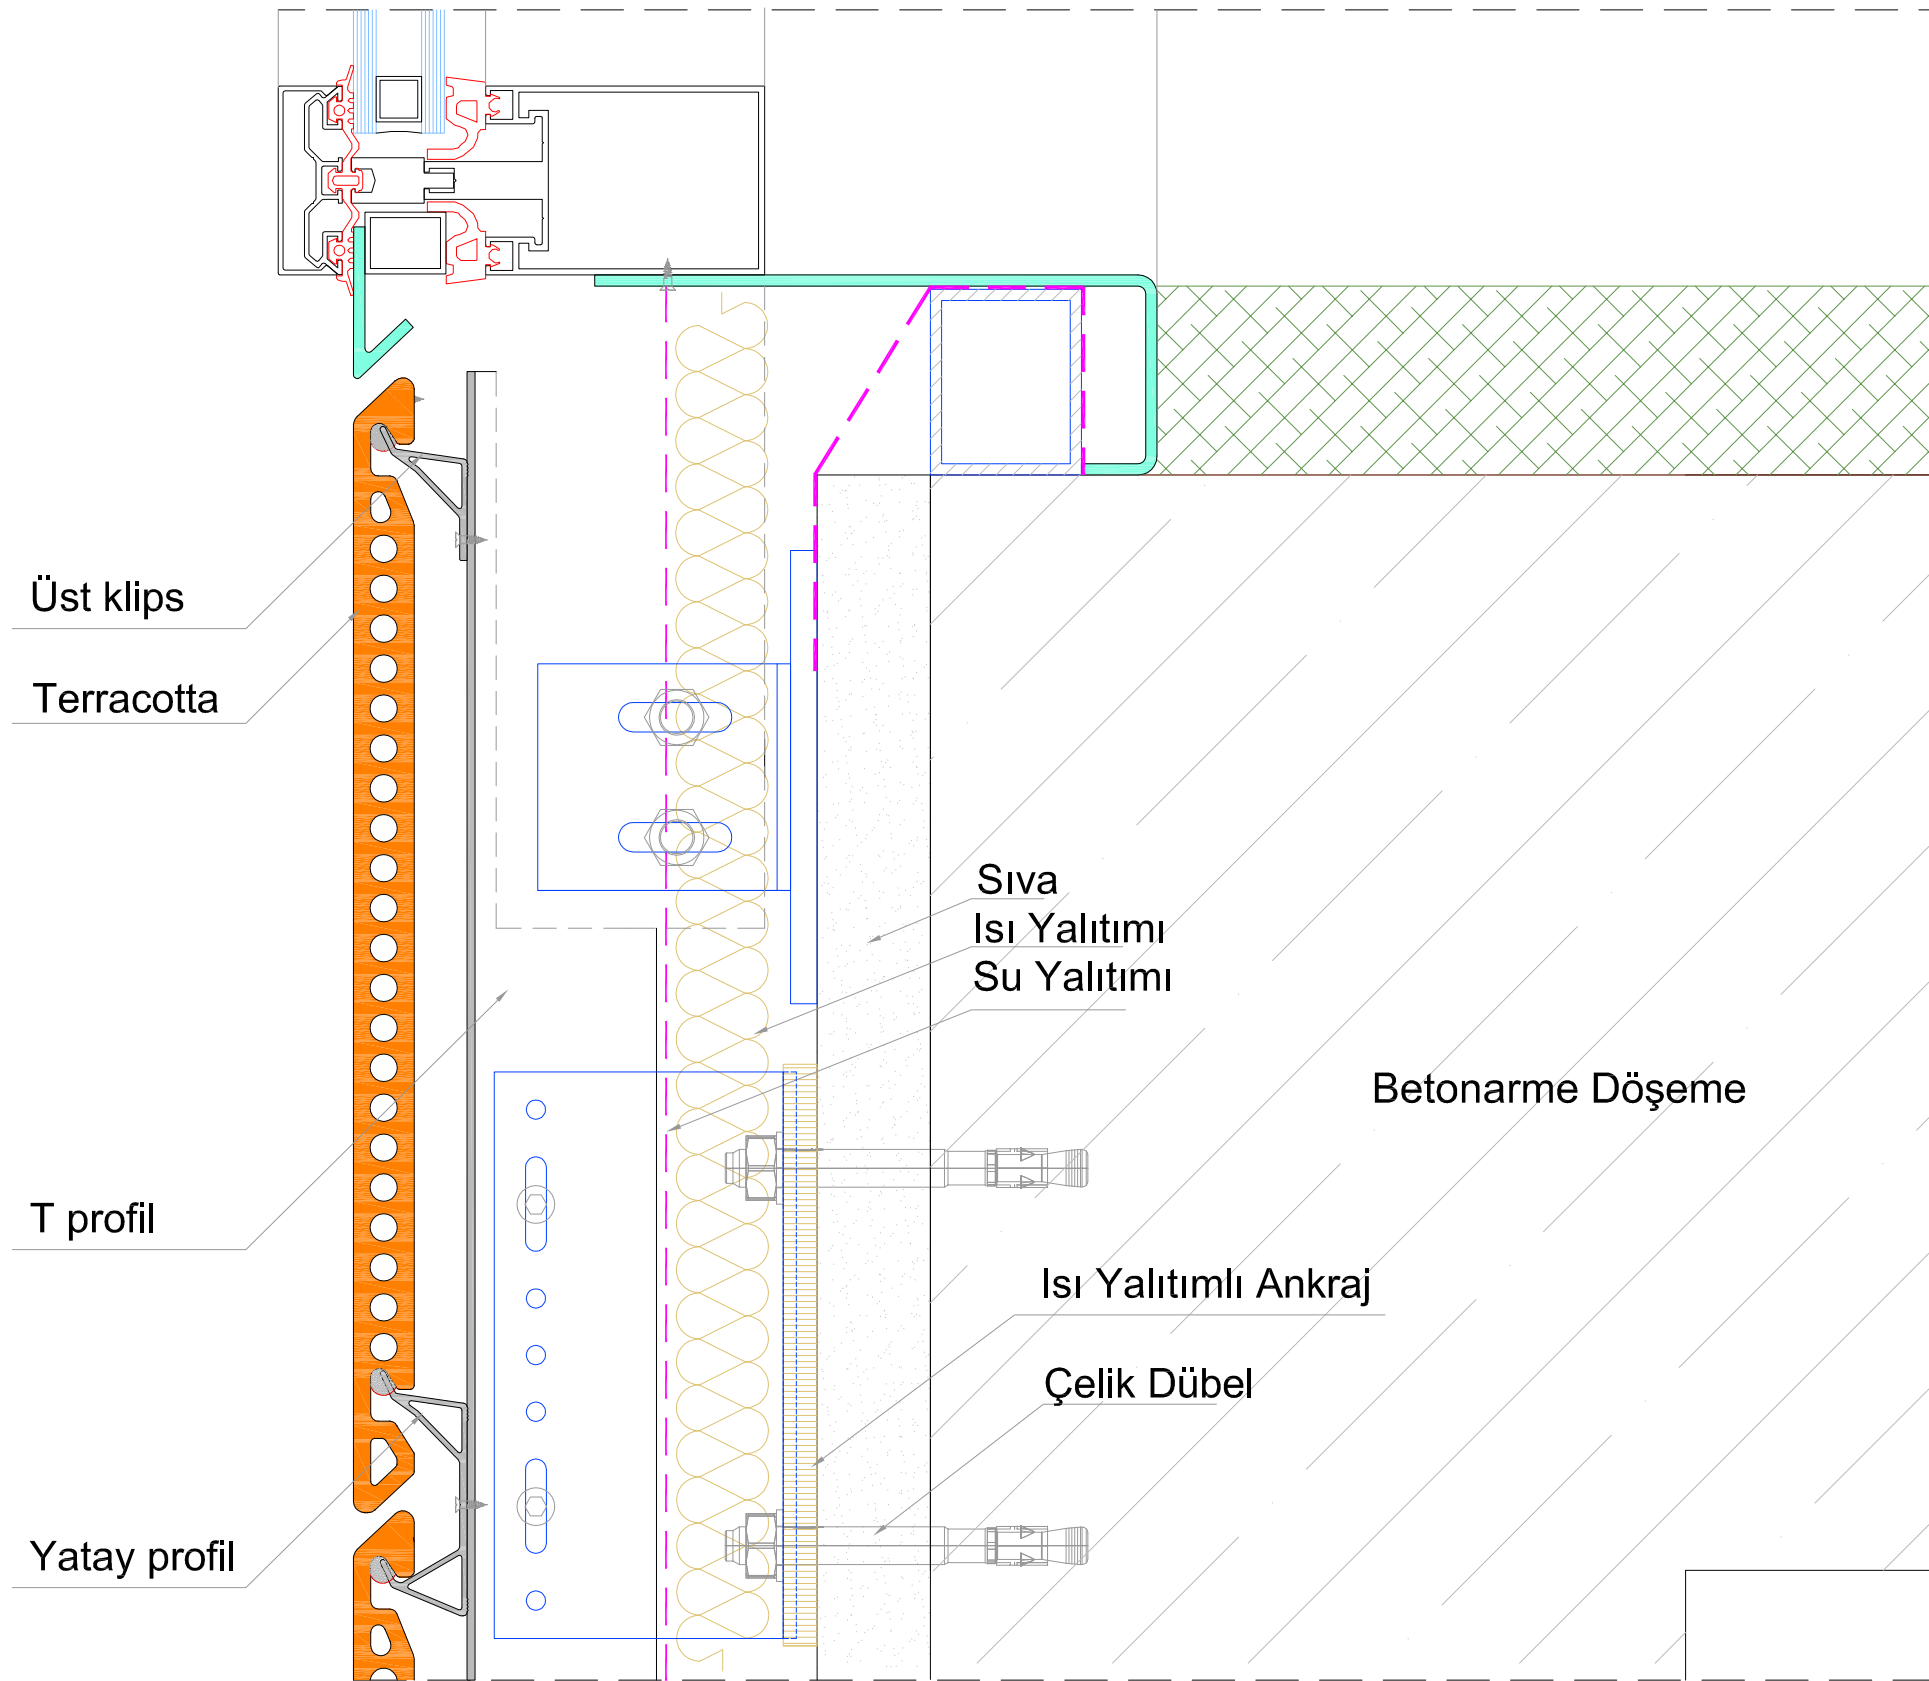 Üst klips
Terracotta
Sıva
Isı Yalıtımı
Su Yalıtımı
Betonarme Döşeme
T profil
Isı Yalıtımlı Ankraj
Çelik Dübel
Yatay profil